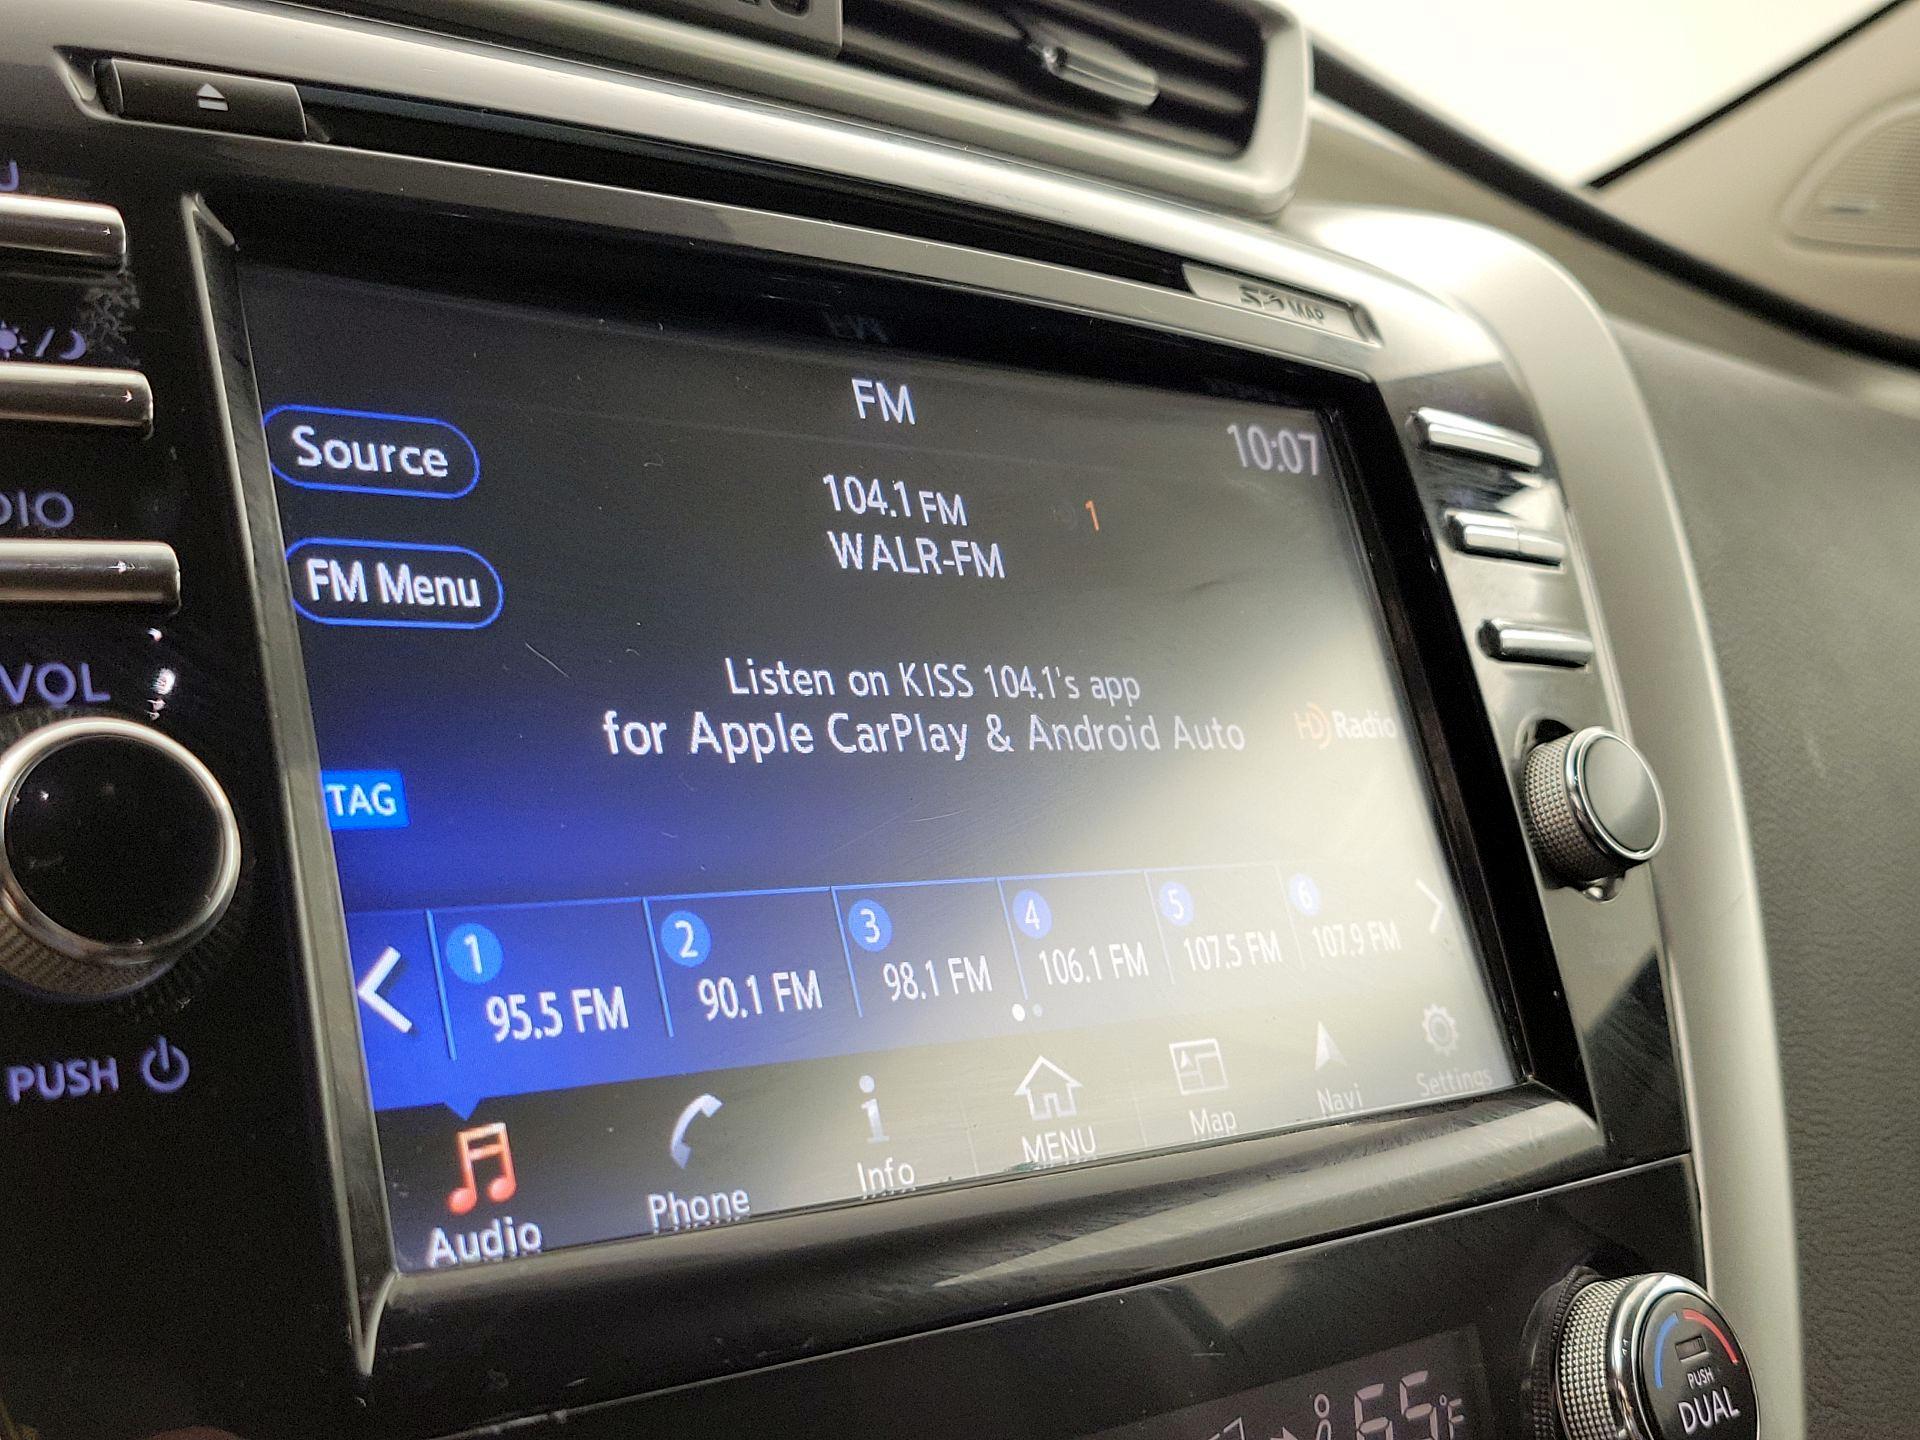 SD MAP
FM
10:07
Source
104.1 FM
1
WALR-FM
FM Menu
VOL
Listen on KISS 104.1's app
for Apple CarPlay & Android Auto
HD Radio
TAG
1
2
3
4
5
6
95.5 FM
90.1 FM
98.1 FM
106.1 FM
107.5 FM
107.9 FM
PUSH
Audio
Phone
Info
MENU
Map
Navi
Settings
65°F
PUSH
DUAL